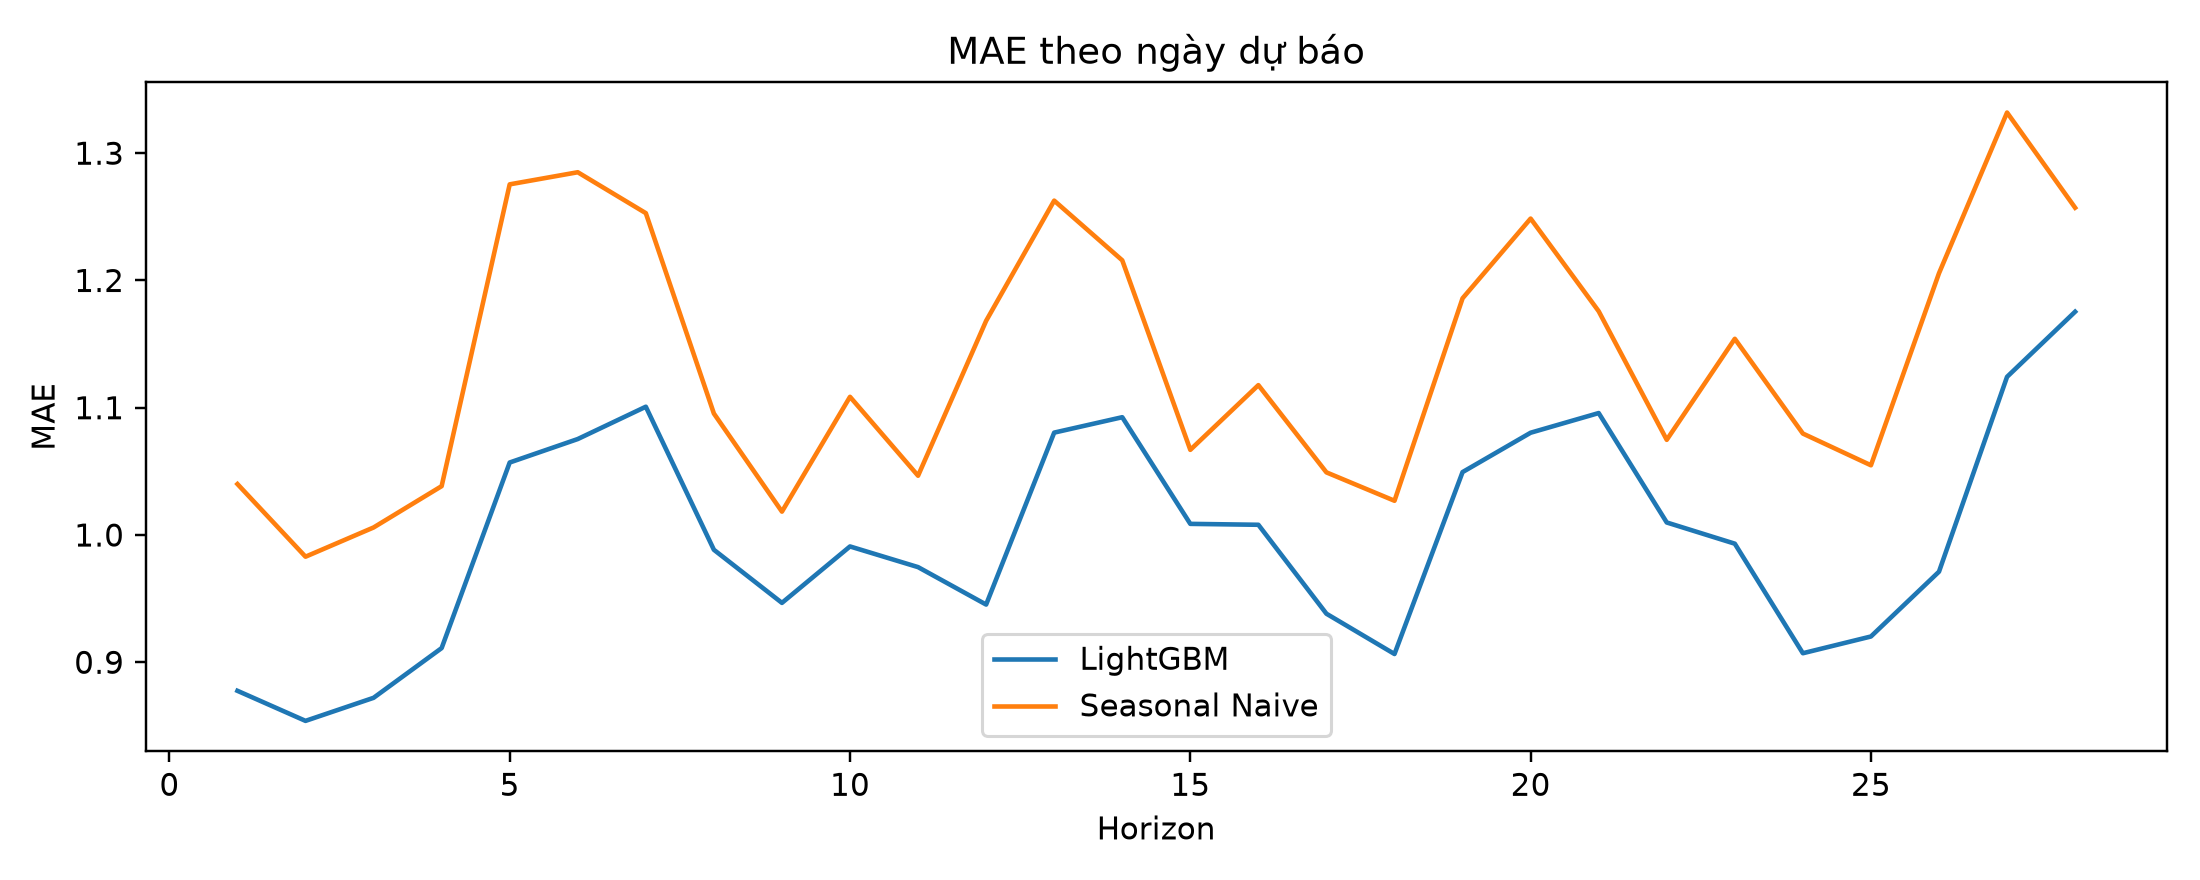 MAE theo ngày dự báo
MAE
1.3
1.2
1.1
1.0
0.9
LightGBM
Seasonal Naive
0 5 10 15 20 25
Horizon